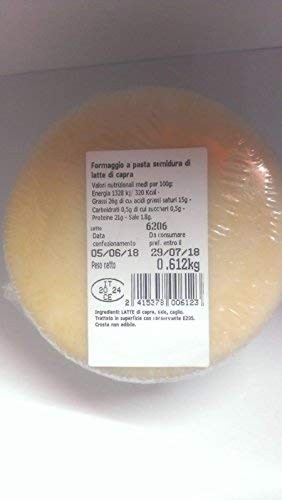 Formaggio a pasta semidura di
latte di capra
Valori nutrizionali medi per 100g:
Energia 1328 kj/ 320 Kcal -
Grassi 26g di cui acidi grassi saturi 15g -
Carboidrati 0,5g di cui zuccheri 0,5g -
Proteine 21g - Sale 1.8g.
Lotto 6206
Data Da consumare
confezionamento pref. entro il
05/06/18 29/07/18
Peso netto 0,612kg
IT
20 24
CE
2 415378 006123
Ingredienti: LATTE di capra, sale, caglio.
Trattato in superficie con conservante E235.
Crosta non edibile.